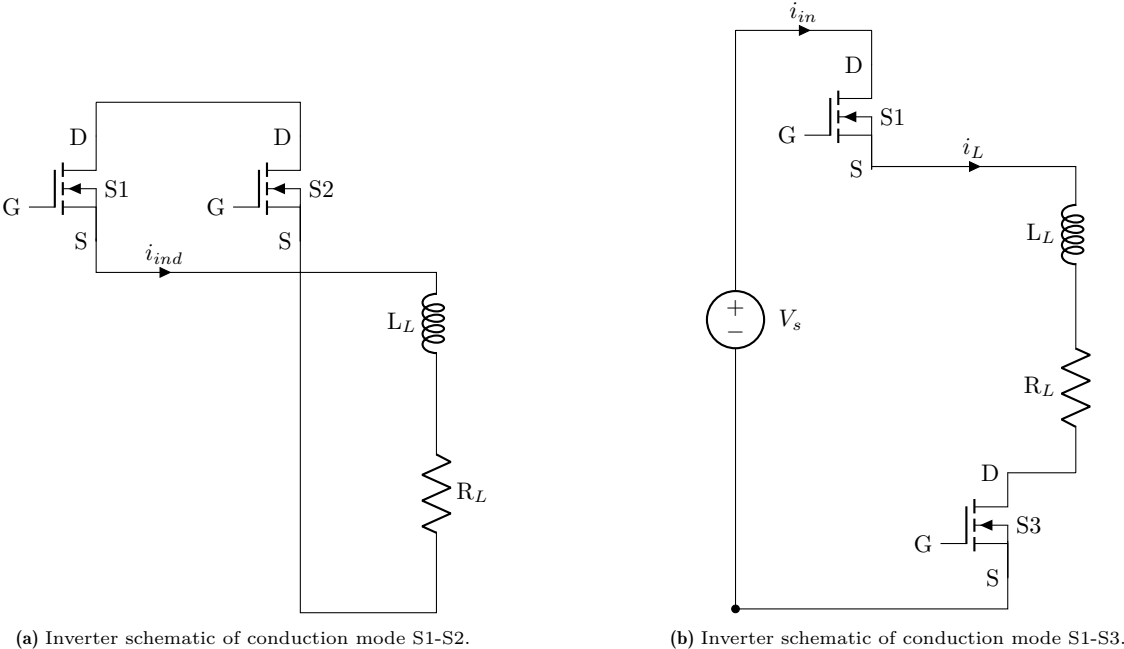 D
D
S1
S2
G
G
S
S
i_ind
L_L
R_L
(a) Inverter schematic of conduction mode S1-S2.
i_in
D
S1
G
S
i_L
L_L
+
−
V_s
R_L
D
S3
G
S
(b) Inverter schematic of conduction mode S1-S3.